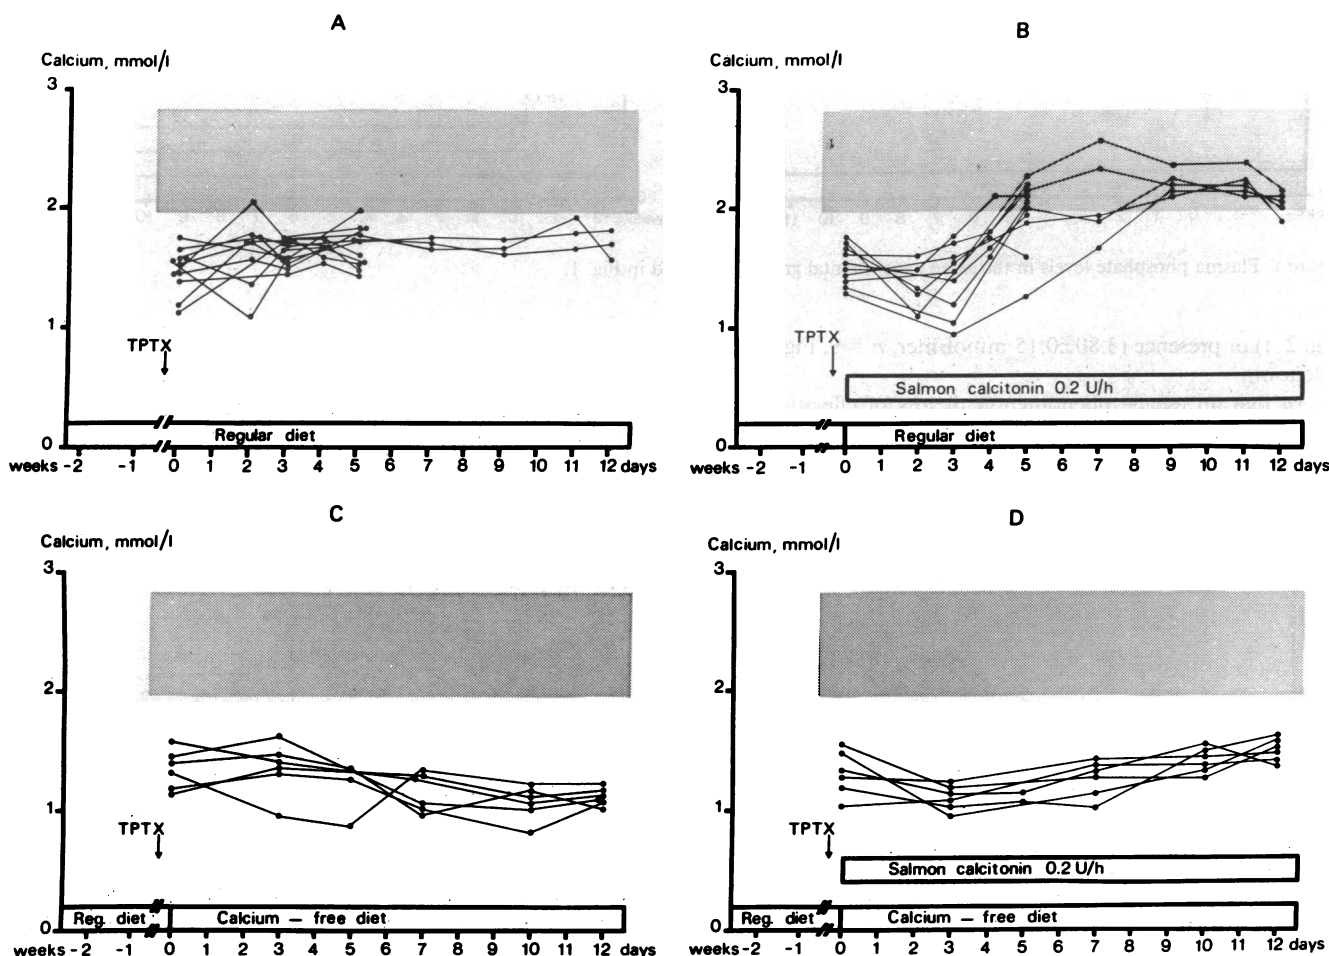 A
Calcium, mmol/l
3
2
1
0
TPTX
Regular diet
weeks -2 -1 0 1 2 3 4 5 6 7 8 9 10 11 12 days
B
Calcium, mmol/l
3
2
1
0
TPTX
Salmon calcitonin 0.2 U/h
Regular diet
weeks -2 -1 0 1 2 3 4 5 6 7 8 9 10 11 12 days
C
Calcium, mmol/l
3
2
1
0
TPTX
Reg. diet Calcium – free diet
weeks -2 -1 0 1 2 3 4 5 6 7 8 9 10 11 12 days
D
Calcium, mmol/l
3
2
1
0
TPTX
Salmon calcitonin 0.2 U/h
Reg. diet Calcium – free diet
weeks -2 -1 0 1 2 3 4 5 6 7 8 9 10 11 12 days